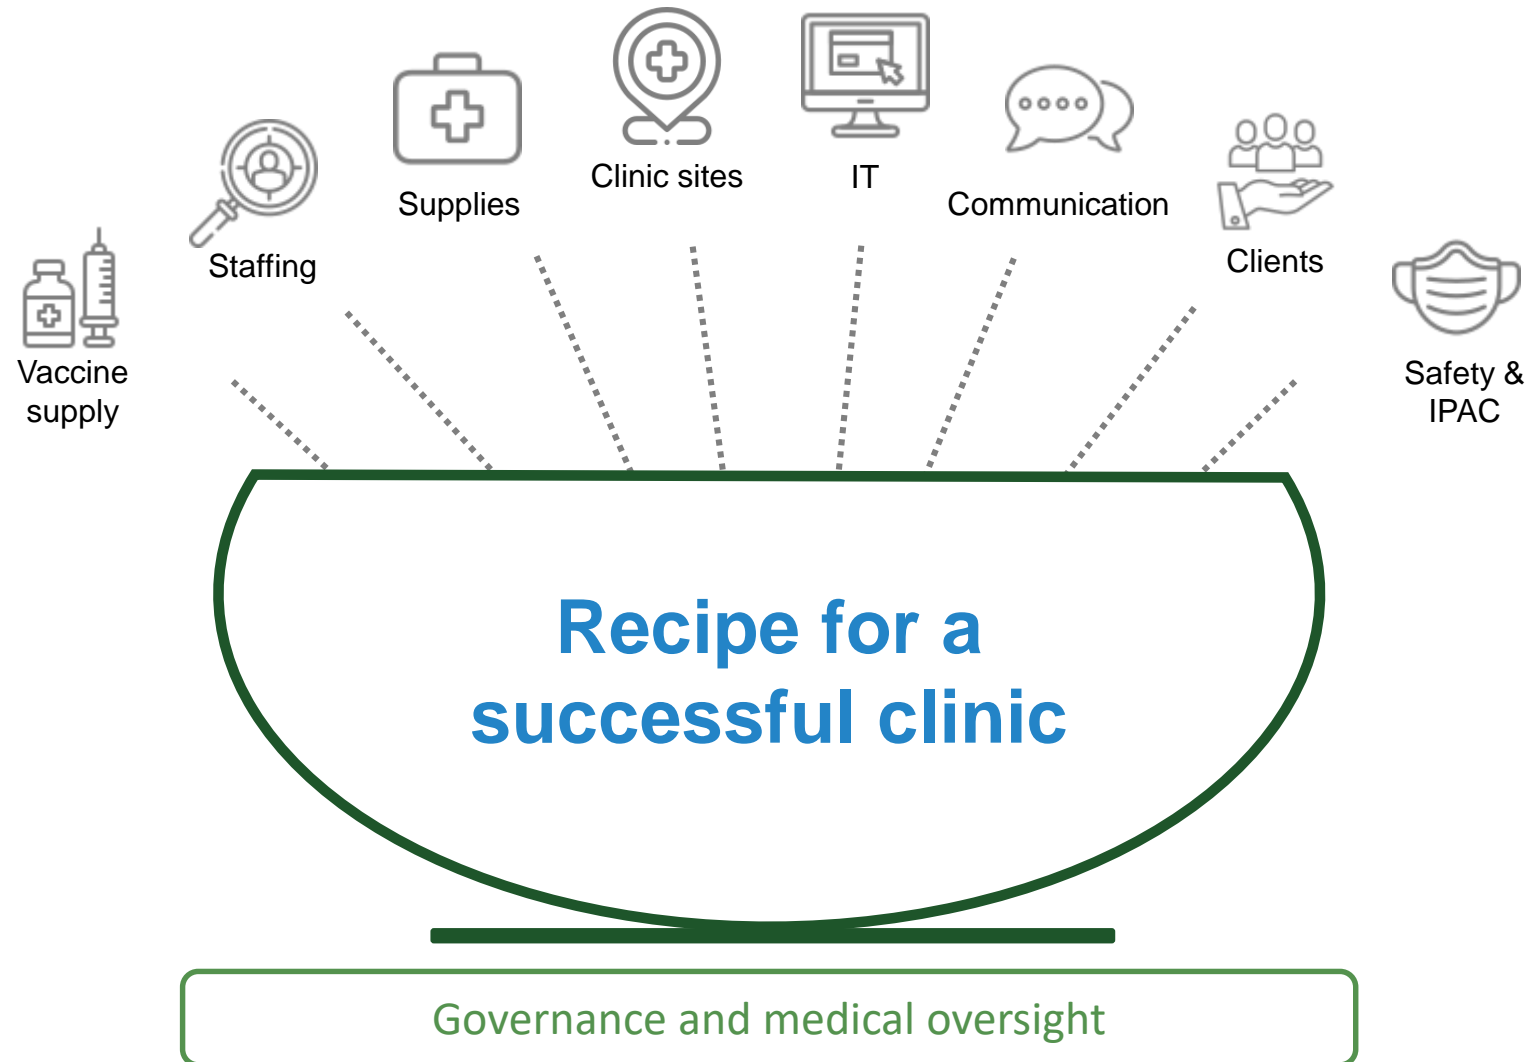 Vaccine
supply
Staffing
Supplies
Clinic sites
IT
Communication
Clients
Safety &
IPAC
Recipe for a
successful clinic
Governance and medical oversight